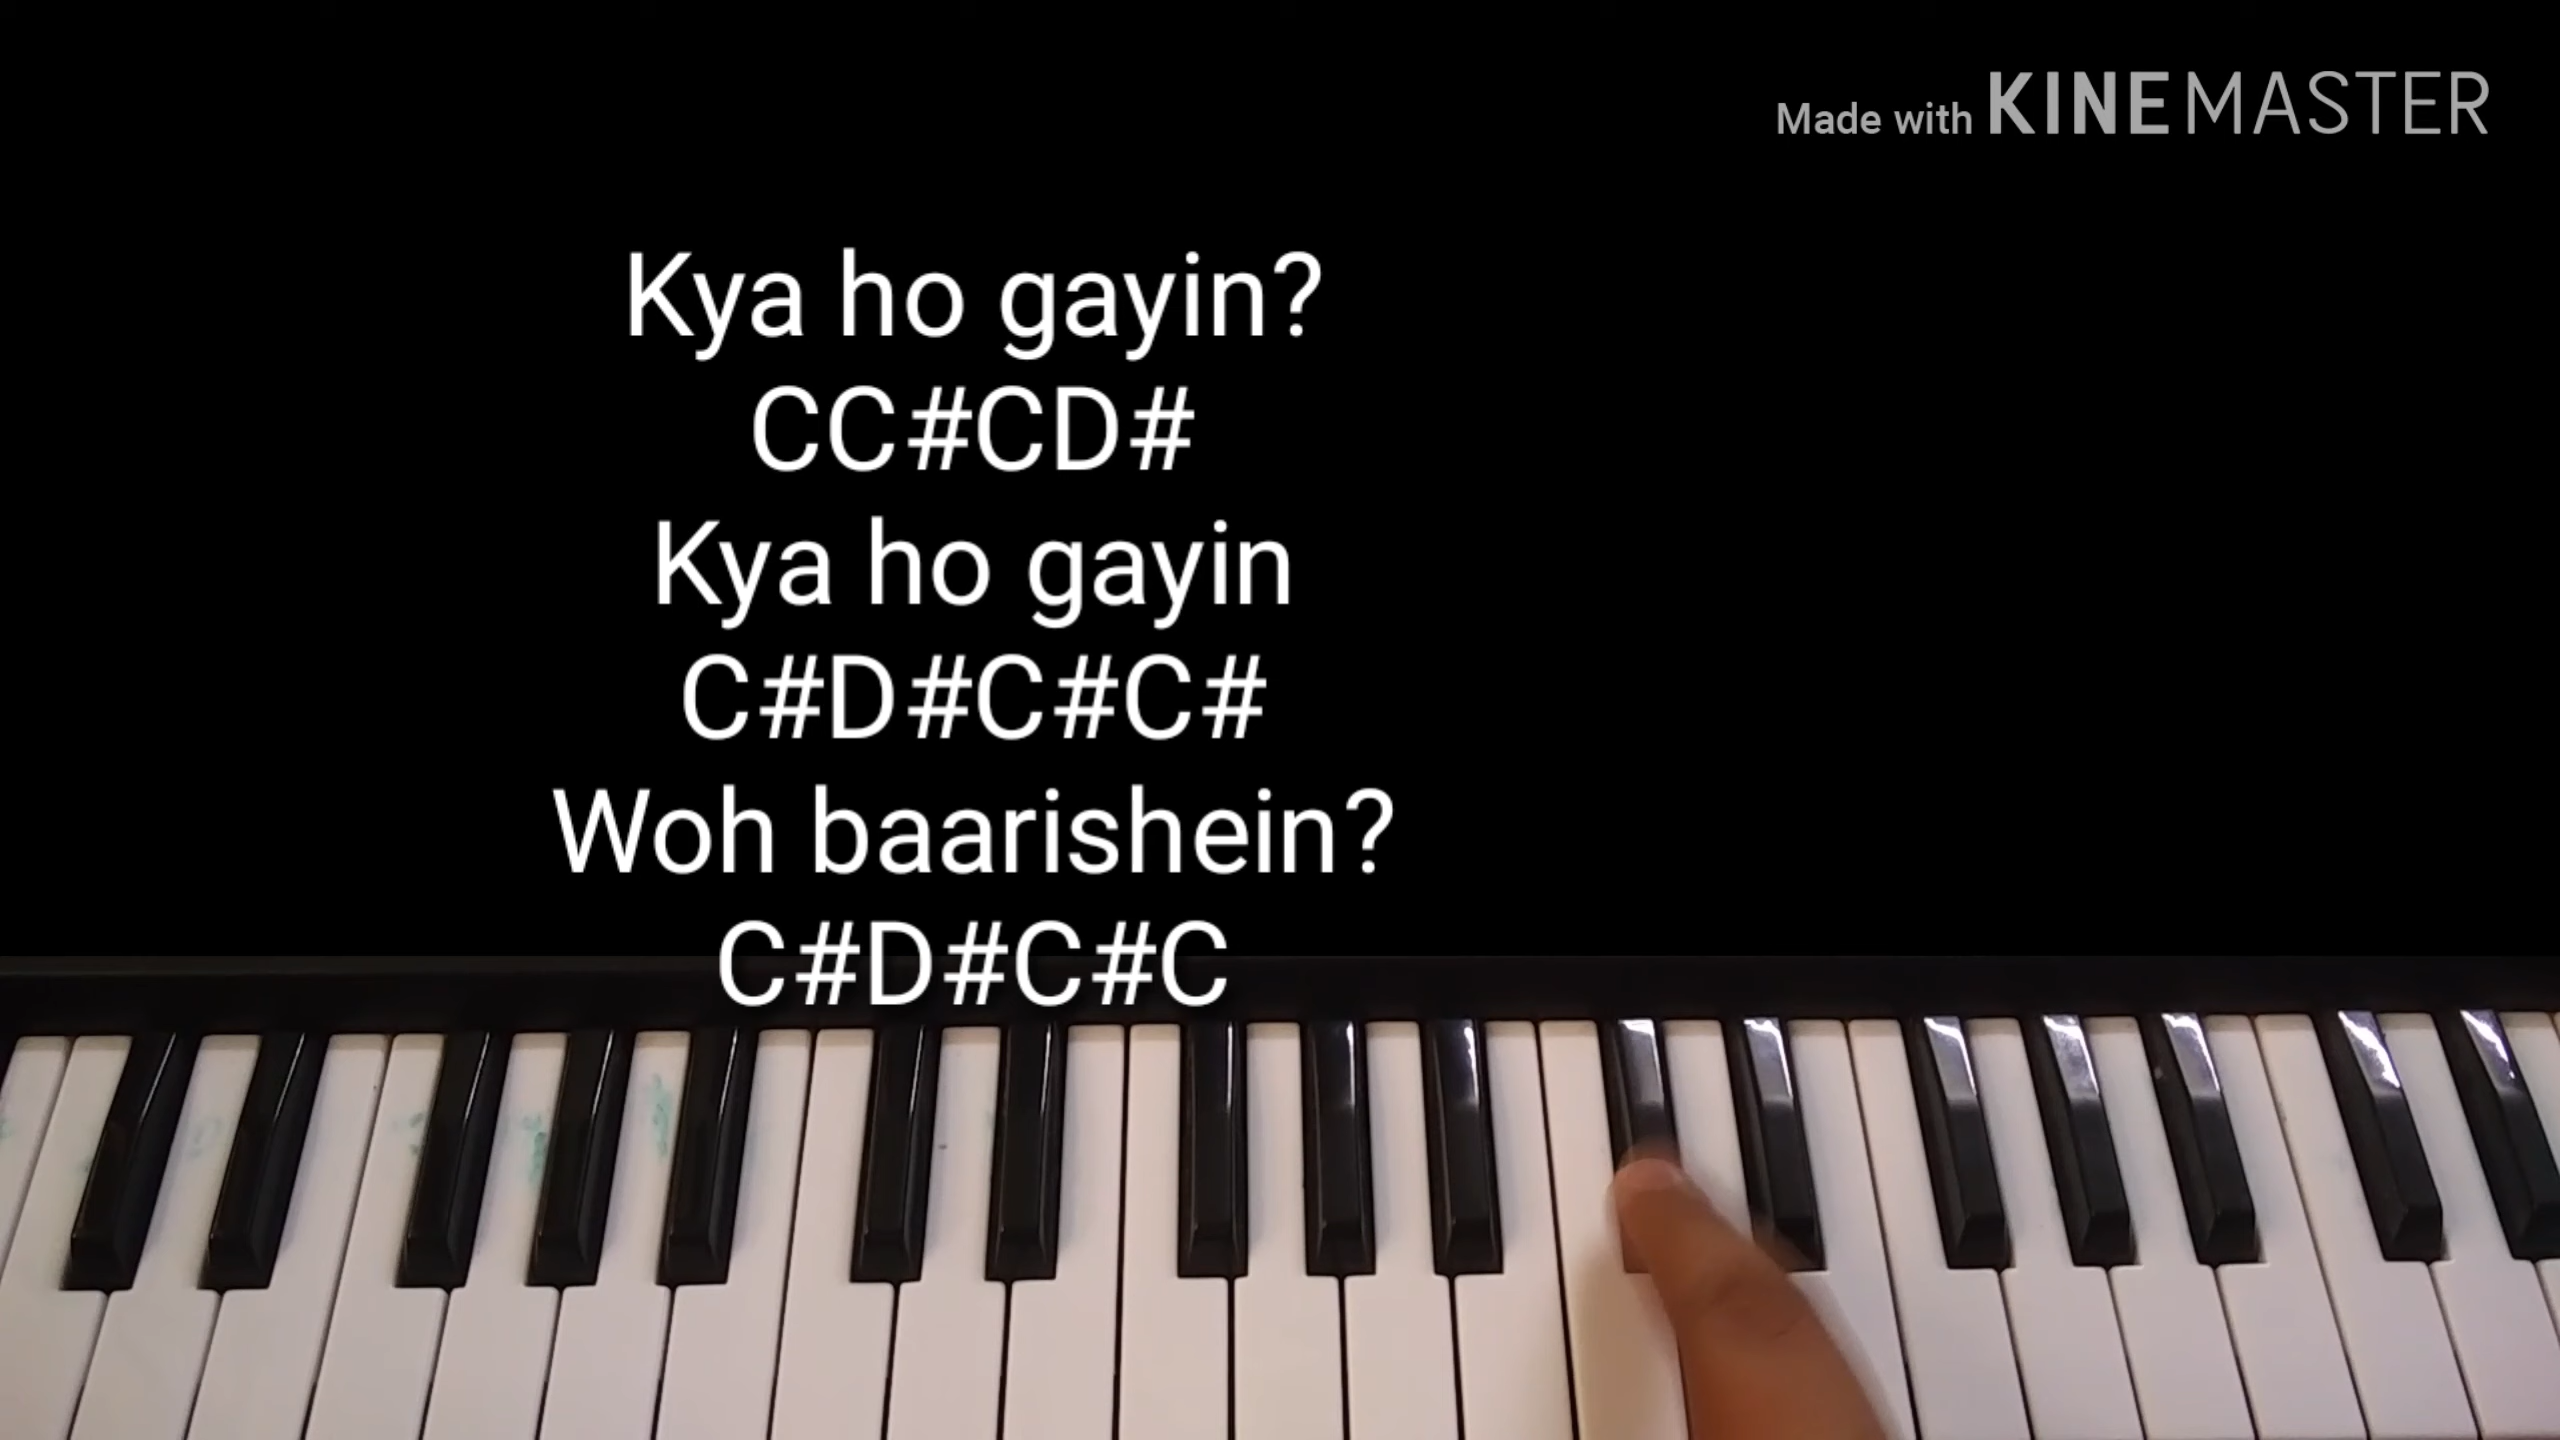 Made with KINEMASTER
Kya ho gayin?
CC#CD#
Kya ho gayin
C#D#C#C#
Woh baarishein?
C#D#C#C